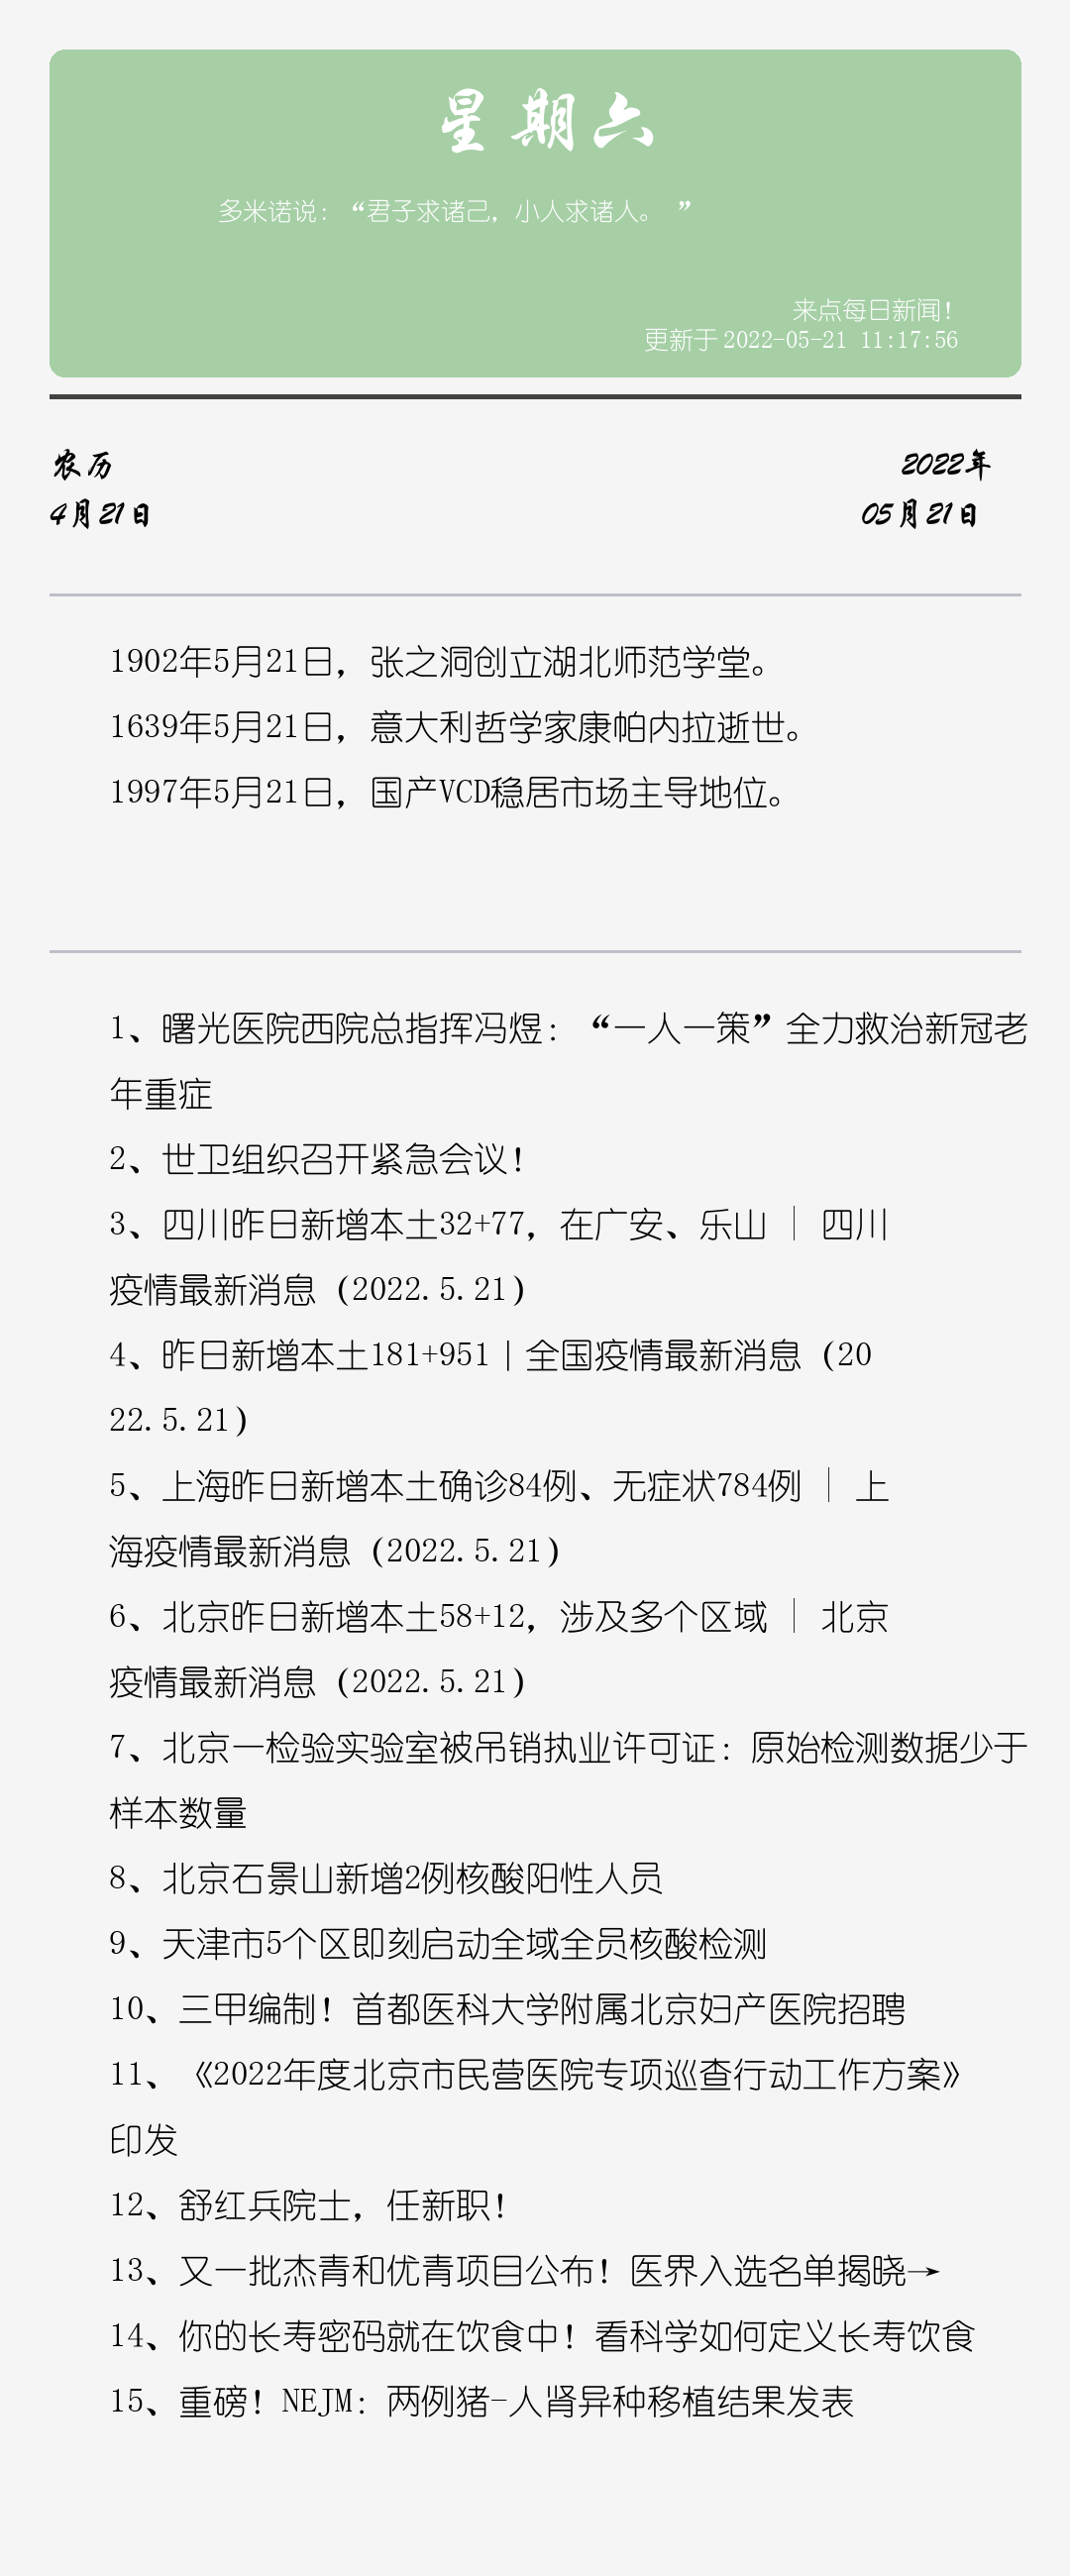 星期六
多米诺说：“君子求诸己，小人求诸人。 ”
来点每日新闻！
更新于 2022-05-21 11:17:56
农历
2022年
4月21日
05月21日
1902年5月21日，张之洞创立湖北师范学堂。
1639年5月21日，意大利哲学家康帕内拉逝世。
1997年5月21日，国产VCD稳居市场主导地位。
1、曙光医院西院总指挥冯煜：“一人一策”全力救治新冠老
年重症
2、世卫组织召开紧急会议！
3、四川昨日新增本土32+77，在广安、乐山 | 四川
疫情最新消息（2022.5.21）
4、昨日新增本土181+951丨全国疫情最新消息（20
22.5.21）
5、上海昨日新增本土确诊84例、无症状784例 | 上
海疫情最新消息（2022.5.21）
6、北京昨日新增本土58+12，涉及多个区域 | 北京
疫情最新消息（2022.5.21）
7、北京一检验实验室被吊销执业许可证：原始检测数据少于
样本数量
8、北京石景山新增2例核酸阳性人员
9、天津市5个区即刻启动全域全员核酸检测
10、三甲编制！首都医科大学附属北京妇产医院招聘
11、《2022年度北京市民营医院专项巡查行动工作方案》
印发
12、舒红兵院士，任新职！
13、又一批杰青和优青项目公布！医界入选名单揭晓→
14、你的长寿密码就在饮食中！看科学如何定义长寿饮食
15、重磅！NEJM：两例猪-人肾异种移植结果发表